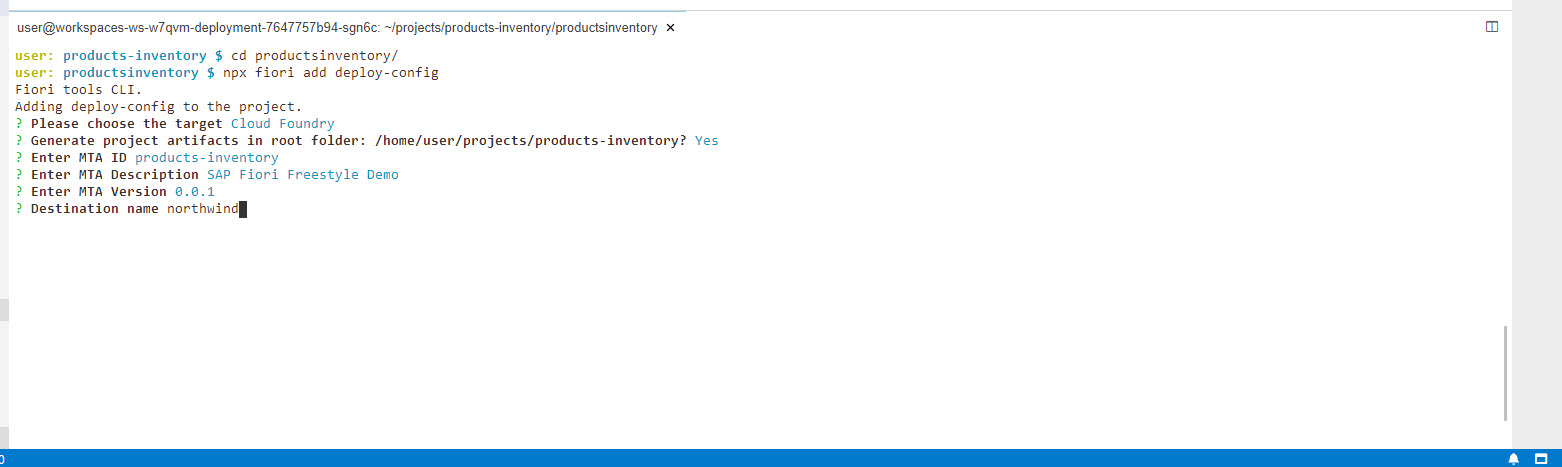 user@workspaces-ws-w7qvm-deployment-7647757b94-sgn6c: ~/projects/products-inventory/productsinventory ×
user: products-inventory $ cd productsinventory/
user: productsinventory $ npx fiori add deploy-config
Fiori tools CLI.
Adding deploy-config to the project.
? Please choose the target Cloud Foundry
? Generate project artifacts in root folder: /home/user/projects/products-inventory? Yes
? Enter MTA ID products-inventory
? Enter MTA Description SAP Fiori Freestyle Demo
? Enter MTA Version 0.0.1
? Destination name northwind
0